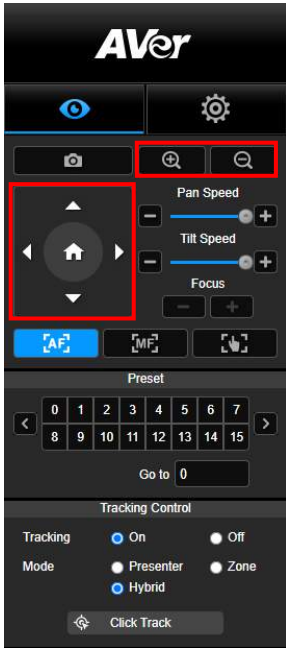 AVer
Pan Speed
Tilt Speed
Focus
[AF] [MF]
Preset
0 1 2 3 4 5 6 7
8 9 10 11 12 13 14 15
Go to 0
Tracking Control
Tracking On Off
Mode Presenter Zone
Hybrid
Click Track